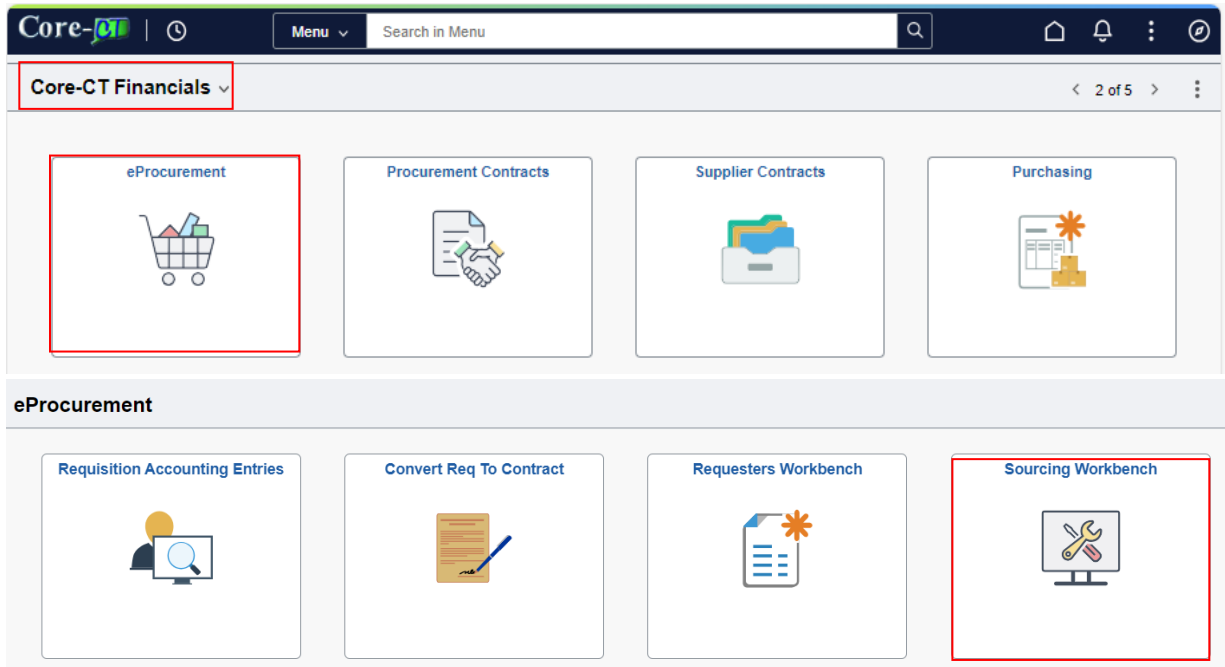 Core-CT
Menu
Search in Menu
Core-CT Financials
2 of 5
eProcurement
Procurement Contracts
Supplier Contracts
Purchasing
eProcurement
Requisition Accounting Entries
Convert Req To Contract
Requesters Workbench
Sourcing Workbench